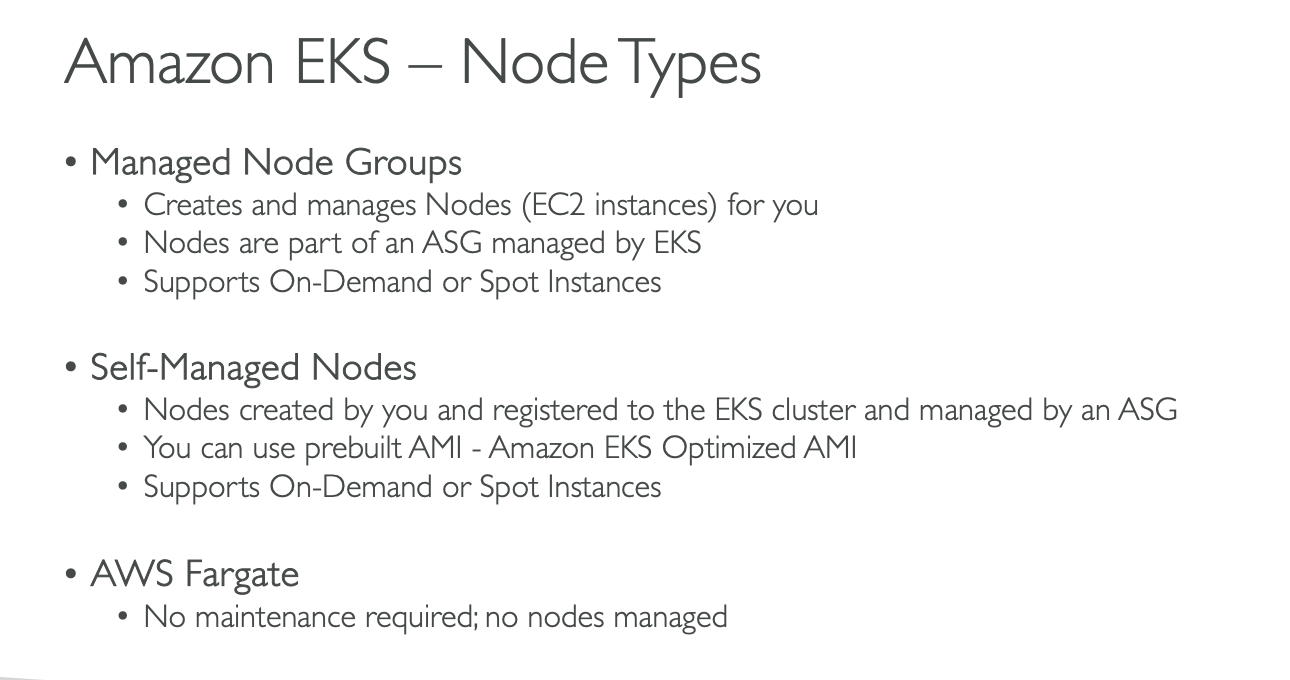 Amazon EKS – Node Types
• Managed Node Groups
• Creates and manages Nodes (EC2 instances) for you
• Nodes are part of an ASG managed by EKS
• Supports On-Demand or Spot Instances
• Self-Managed Nodes
• Nodes created by you and registered to the EKS cluster and managed by an ASG
• You can use prebuilt AMI - Amazon EKS Optimized AMI
• Supports On-Demand or Spot Instances
• AWS Fargate
• No maintenance required; no nodes managed